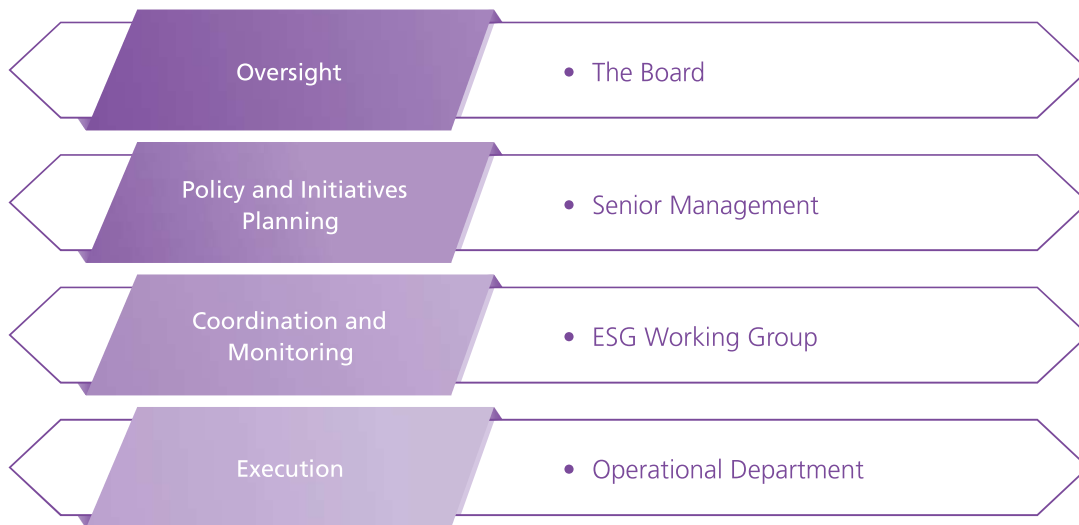 Oversight
• The Board
Policy and Initiatives
Planning
• Senior Management
Coordination and
Monitoring
• ESG Working Group
Execution
• Operational Department